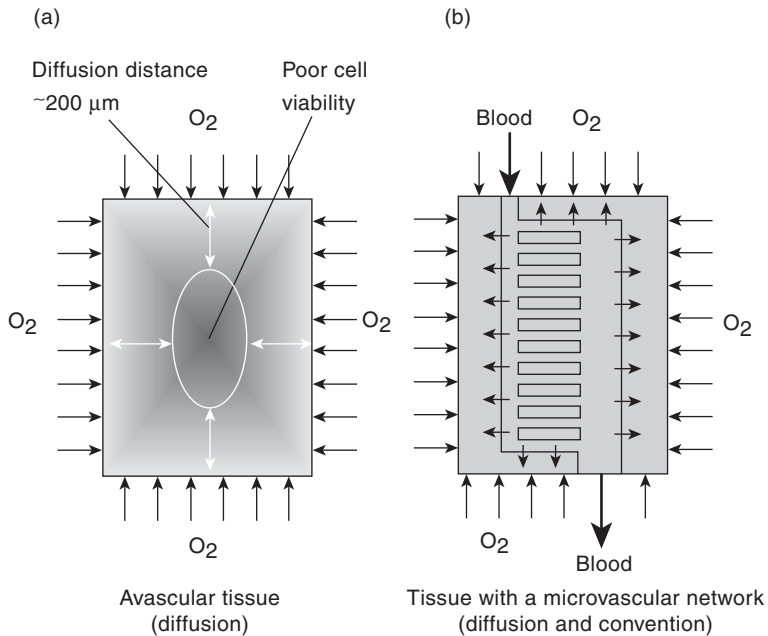 (a)
Diffusion distance
~200 μm
Poor cell
viability
O2
O2
O2
O2
Avascular tissue
(diffusion)
(b)
Blood
O2
O2
O2
Blood
Tissue with a microvascular network
(diffusion and convention)